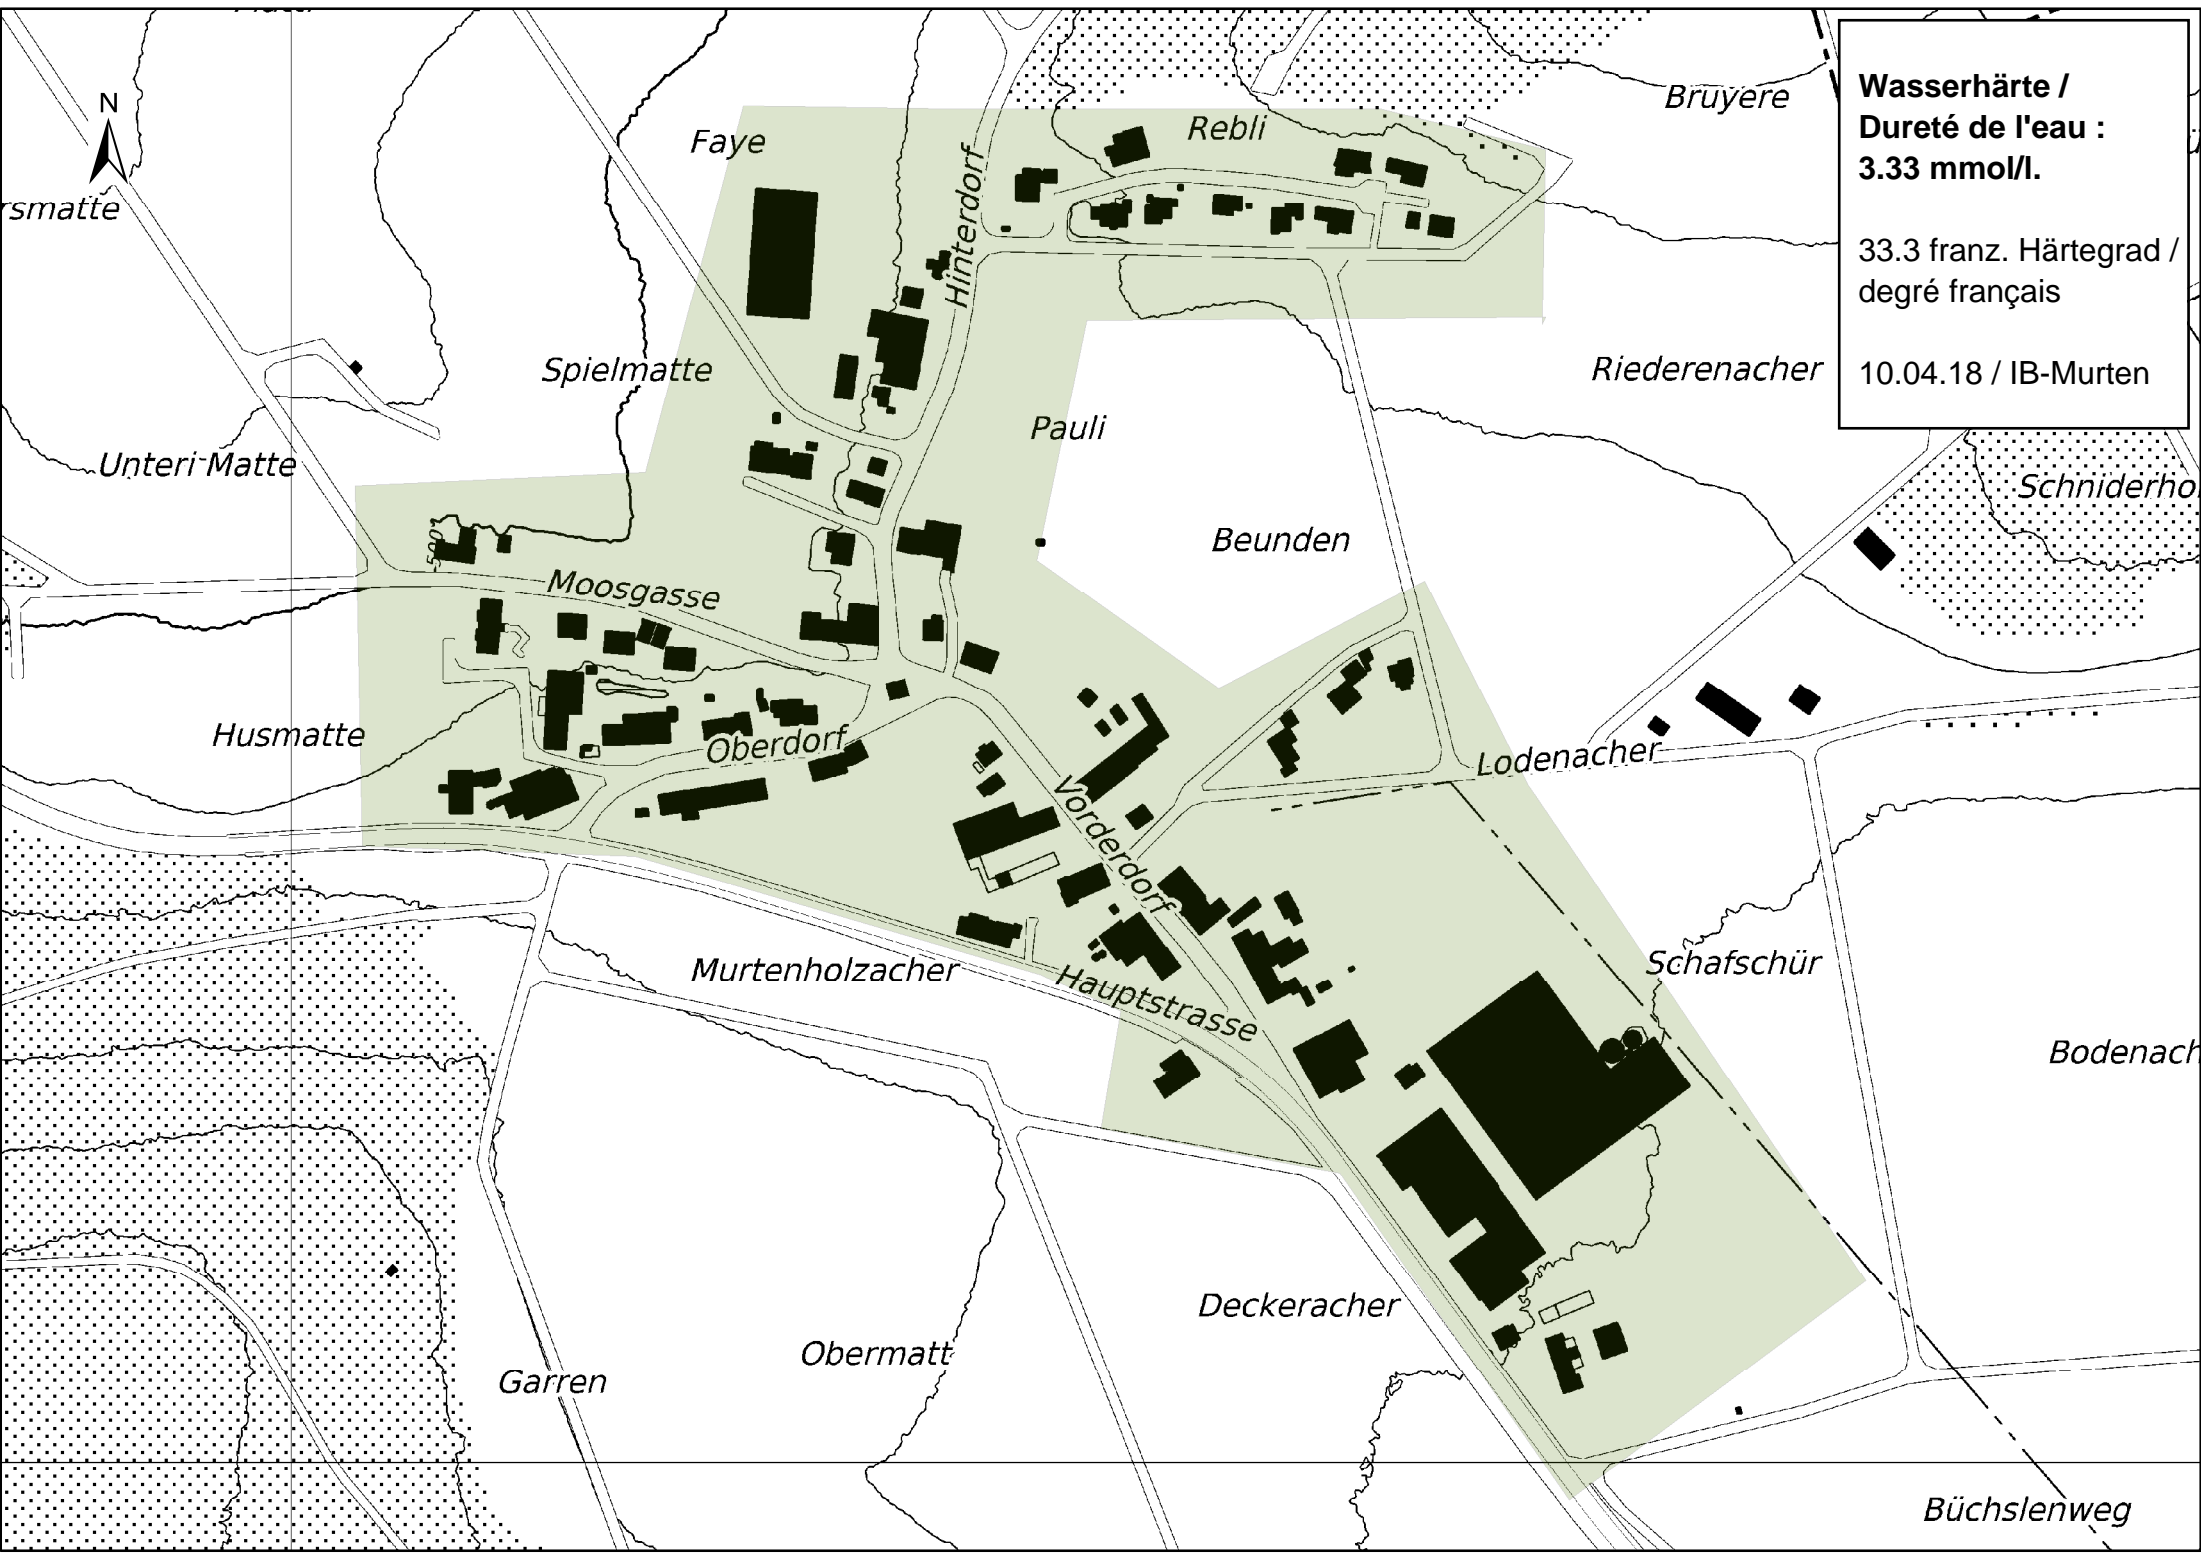 Wasserhärte /
Dureté de l'eau :
3.33 mmol/l.
33.3 franz. Härtegrad /
degré français
10.04.18 / IB-Murten
N
Bruyere
Rebli
Faye
rsmatte
Hinterdorf
Spielmatte
Riederenacher
Pauli
Unteri Matte
Schniderho
Beunden
500
Moosgasse
Husmatte
Oberdorf
Lodenacher
Vorderdorf
Murtenholzacher
Schafschür
Hauptstrasse
Bodenach
Deckeracher
Obermatt
Garren
Büchslenweg